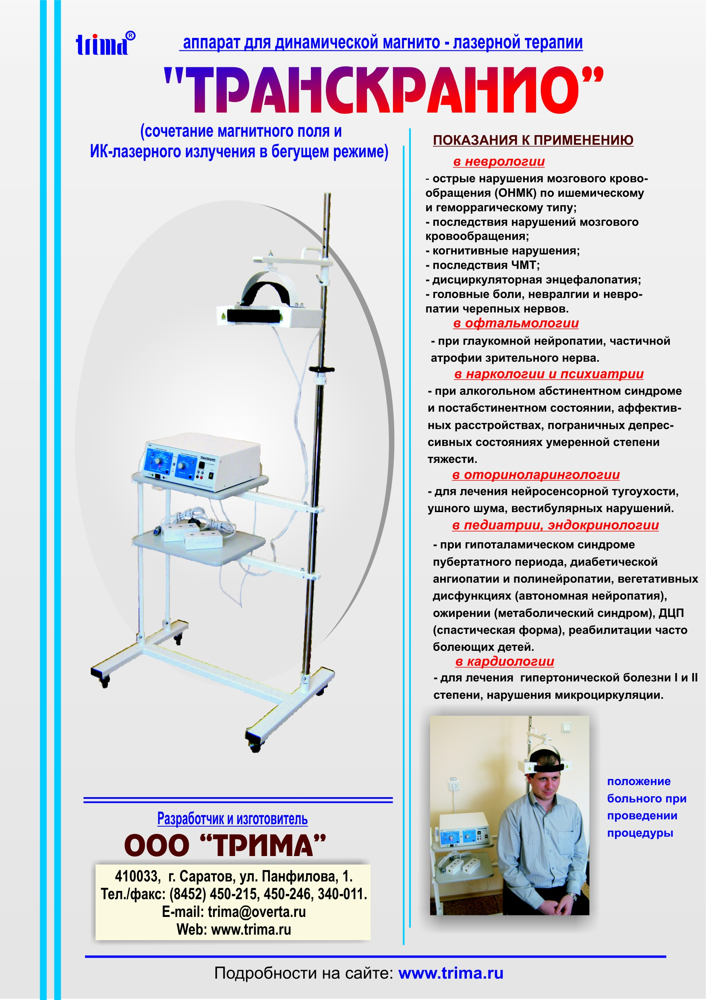 trima®
аппарат для динамической магнито - лазерной терапии
"ТРАНСКРАНИО”
(сочетание магнитного поля и
ИК-лазерного излучения в бегущем режиме)
ТРАНСКРАНИО
Разработчик и изготовитель
ООО “ТРИМА”
410033, г. Саратов, ул. Панфилова, 1.
Тел./факс: (8452) 450-215, 450-246, 340-011.
E-mail: trima@overta.ru
Web: www.trima.ru
ПОКАЗАНИЯ К ПРИМЕНЕНИЮ
в неврологии
- острые нарушения мозгового крово-
обращения (ОНМК) по ишемическому
и геморрагическому типу;
- последствия нарушений мозгового
кровообращения;
- когнитивные нарушения;
- последствия ЧМТ;
- дисциркуляторная энцефалопатия;
- головные боли, невралгии и невро-
патии черепных нервов.
в офтальмологии
- при глаукомной нейропатии, частичной
атрофии зрительного нерва.
в наркологии и психиатрии
- при алкогольном абстинентном синдроме
и постабстинентном состоянии, аффектив-
ных расстройствах, пограничных депрес-
сивных состояниях умеренной степени
тяжести.
в оториноларингологии
- для лечения нейросенсорной тугоухости,
ушного шума, вестибулярных нарушений.
в педиатрии, эндокринологии
- при гипоталамическом синдроме
пубертатного периода, диабетической
ангиопатии и полинейропатии, вегетативных
дисфункциях (автономная нейропатия),
ожирении (метаболический синдром), ДЦП
(спастическая форма), реабилитации часто
болеющих детей.
в кардиологии
- для лечения гипертонической болезни I и II
степени, нарушения микроциркуляции.
положение
больного при
проведении
процедуры
Подробности на сайте: www.trima.ru